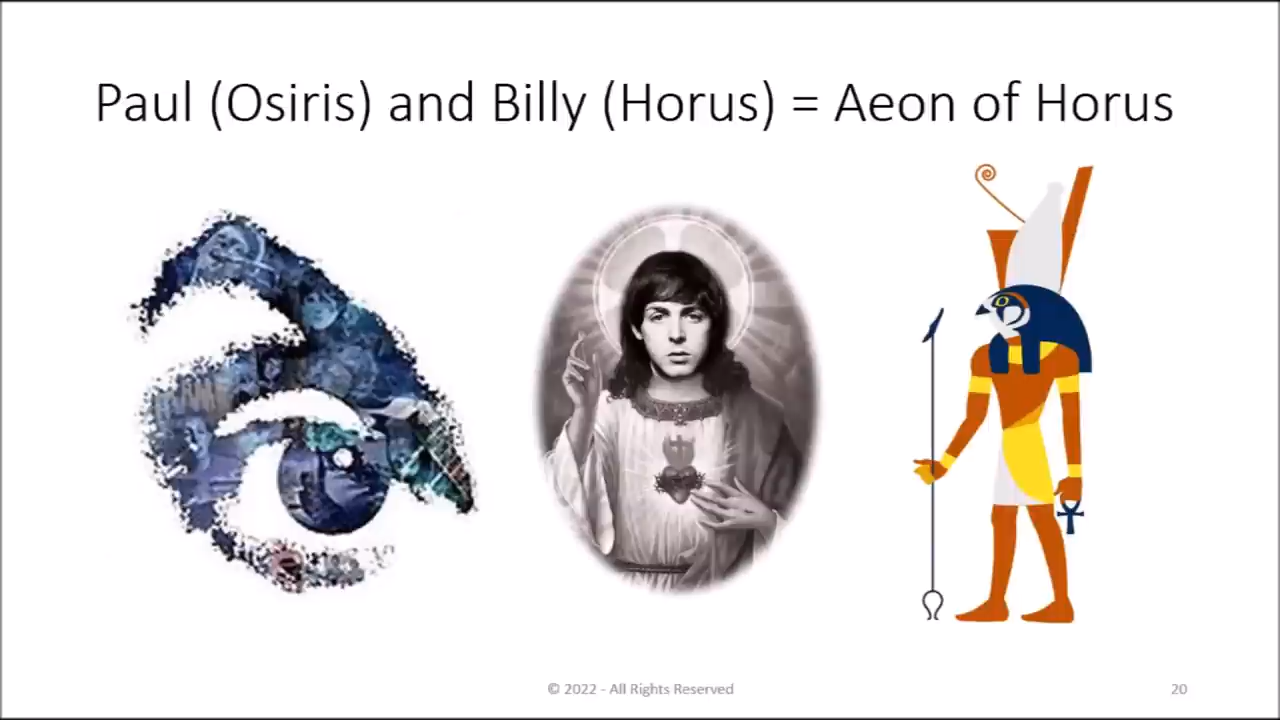 Paul (Osiris) and Billy (Horus) = Aeon of Horus
© 2022 - All Rights Reserved
20